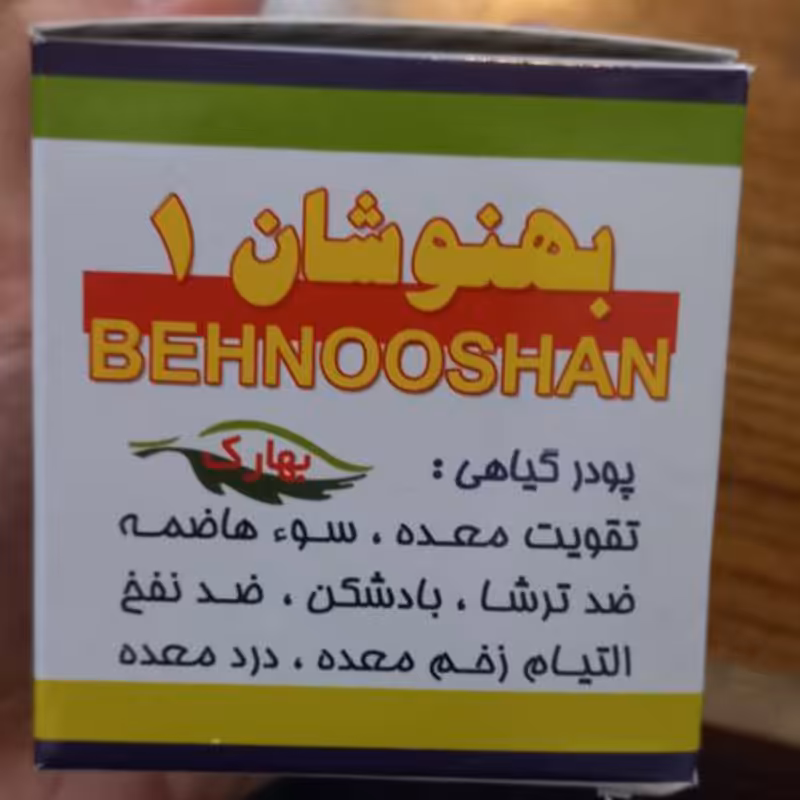 بهنوشان ۱
BEHNOOSHAN
بهارک
پودر گیاهی :
تقویت معده ، سوء هاضمه
ضد ترشا ، بادشکن ، ضد نفخ
التیام زخم معده ، درد معده